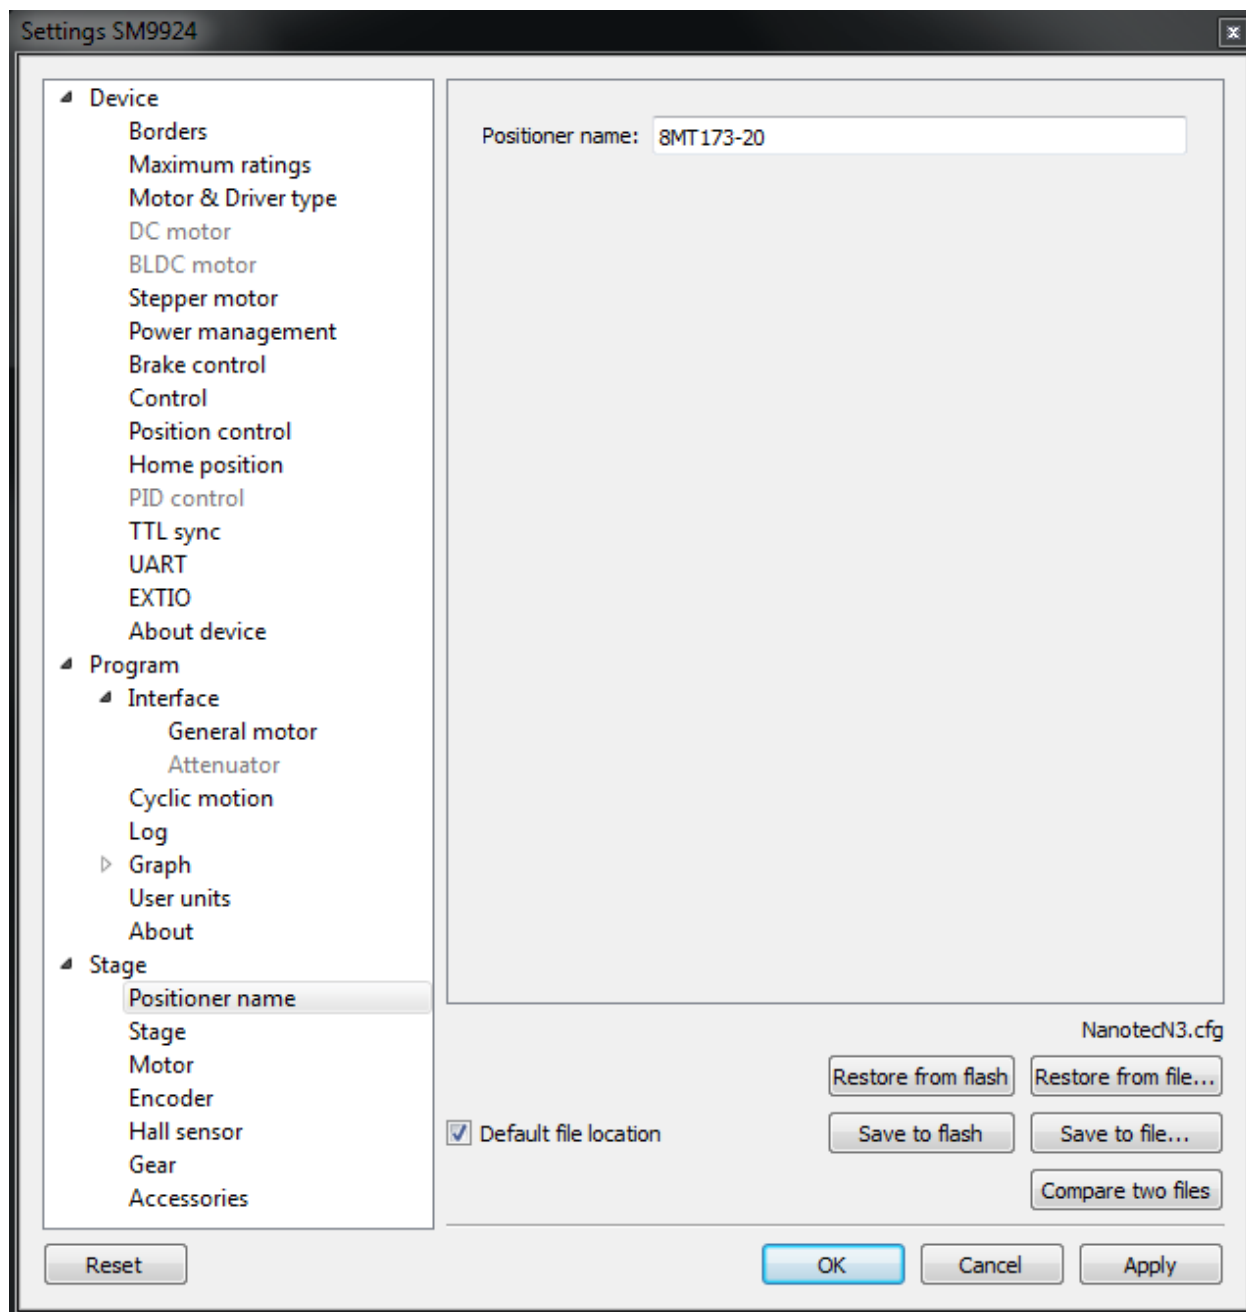 Settings SM9924
Device
Borders
Maximum ratings
Motor & Driver type
DC motor
BLDC motor
Stepper motor
Power management
Brake control
Control
Position control
Home position
PID control
TTL sync
UART
EXTIO
About device
Program
Interface
General motor
Attenuator
Cyclic motion
Log
Graph
User units
About
Stage
Positioner name
Stage
Motor
Encoder
Hall sensor
Gear
Accessories
Positioner name: 8MT173-20
NanotecN3.cfg
Restore from flash Restore from file...
Default file location Save to flash Save to file...
Compare two files
Reset OK Cancel Apply